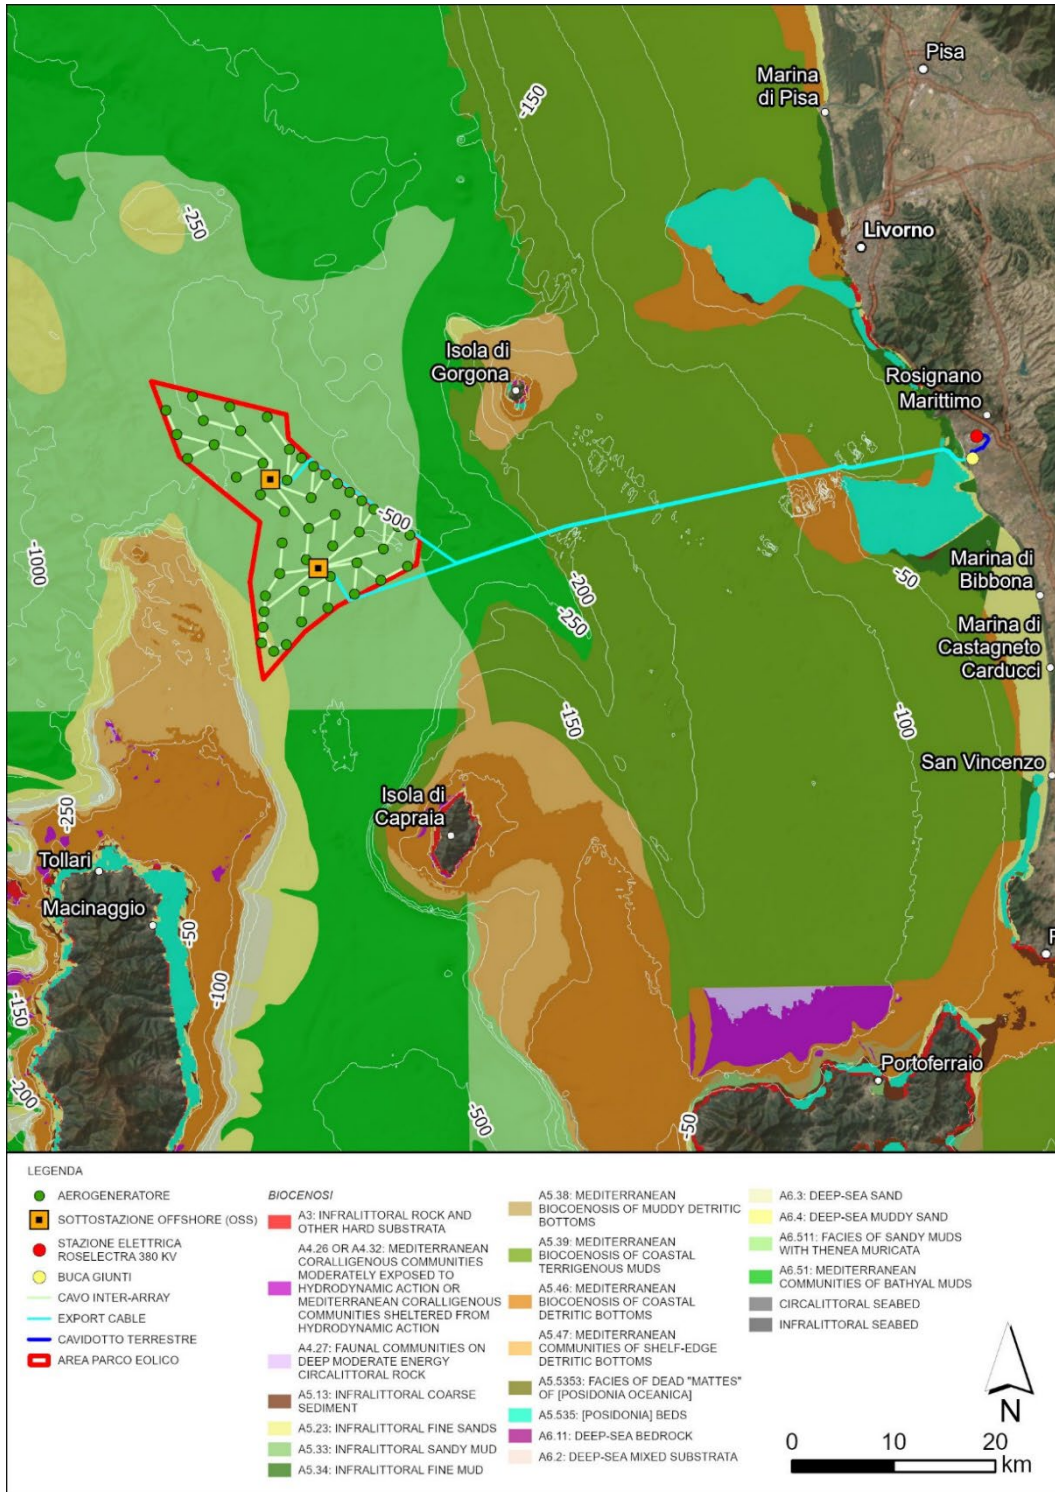 Pisa
Marina
di Pisa
-150
-250
Livorno
Isola di
Gorgona
Rosignano
Marittimo
-500
-1000
-200
-250
-50
Marina di
Bibbona
Marina di
Castagneto
Carducci
-150
-100
San Vincenzo
Isola di
Capraia
-250
Tollari
Macinaggio
-50
-100
-150
-200
-500
-50
Portoferraio
LEGENDA
AEROGENERATORE
SOTTOSTAZIONE OFFSHORE (OSS)
STAZIONE ELETTRICA
ROSELECTRA 380 KV
BUCA GIUNTI
CAVO INTER-ARRAY
EXPORT CABLE
CAVIDOTTO TERRESTRE
AREA PARCO EOLICO
BIOCENOSI
A3: INFRALITTORAL ROCK AND
OTHER HARD SUBSTRATA
A4.26 OR A4.32: MEDITERRANEAN
CORALLIGENOUS COMMUNITIES
MODERATELY EXPOSED TO
HYDRODYNAMIC ACTION OR
MEDITERRANEAN CORALLIGENOUS
COMMUNITIES SHELTERED FROM
HYDRODYNAMIC ACTION
A4.27: FAUNAL COMMUNITIES ON
DEEP MODERATE ENERGY
CIRCALITTORAL ROCK
A5.13: INFRALITTORAL COARSE
SEDIMENT
A5.23: INFRALITTORAL FINE SANDS
A5.33: INFRALITTORAL SANDY MUD
A5.34: INFRALITTORAL FINE MUD
A5.38: MEDITERRANEAN
BIOCENOSIS OF MUDDY DETRITIC
BOTTOMS
A5.39: MEDITERRANEAN
BIOCENOSIS OF COASTAL
TERRIGENOUS MUDS
A5.46: MEDITERRANEAN
BIOCENOSIS OF COASTAL
DETRITIC BOTTOMS
A5.47: MEDITERRANEAN
COMMUNITIES OF SHELF-EDGE
DETRITIC BOTTOMS
A5.5353: FACIES OF DEAD "MATTES"
OF [POSIDONIA OCEANICA]
A5.535: [POSIDONIA] BEDS
A6.11: DEEP-SEA BEDROCK
A6.2: DEEP-SEA MIXED SUBSTRATA
A6.3: DEEP-SEA SAND
A6.4: DEEP-SEA MUDDY SAND
A6.511: FACIES OF SANDY MUDS
WITH THENEA MURICATA
A6.51: MEDITERRANEAN
COMMUNITIES OF BATHYAL MUDS
CIRCALITTORAL SEABED
INFRALITTORAL SEABED
N
0 10 20
km